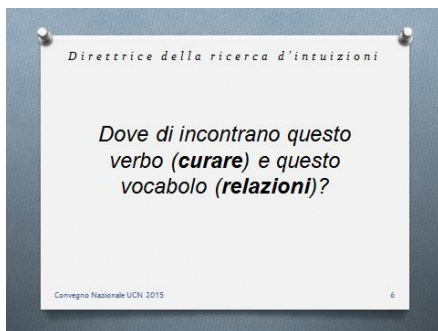 Direttrice della ricerca d'intuizioni
Dove di incontrano questo
verbo (curare) e questo
vocabolo (relazioni)?
Convegno Nazionale UCN 2015
6